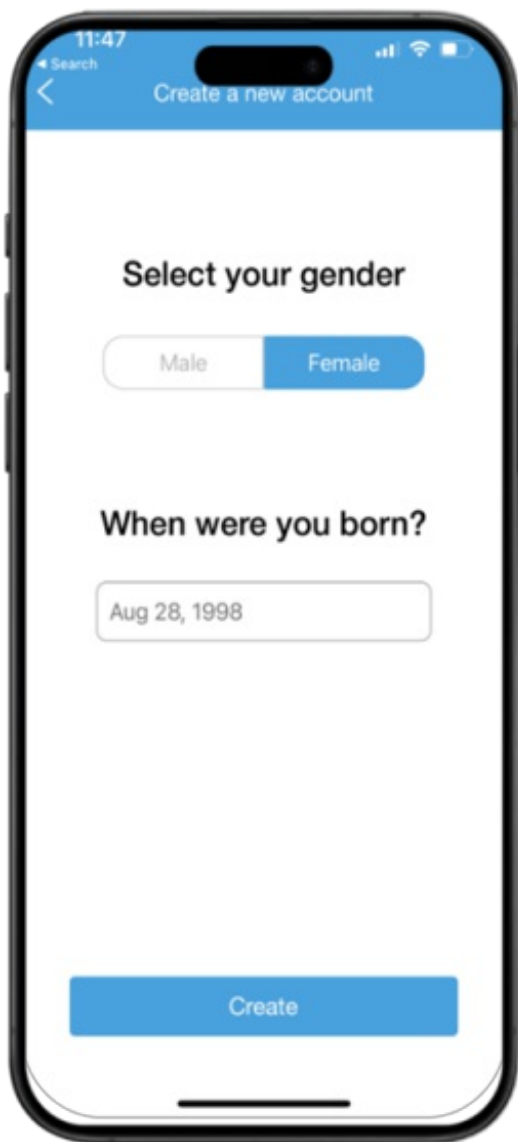 11:47
◂ Search
Create a new account
Select your gender
Male Female
When were you born?
Aug 28, 1998
Create